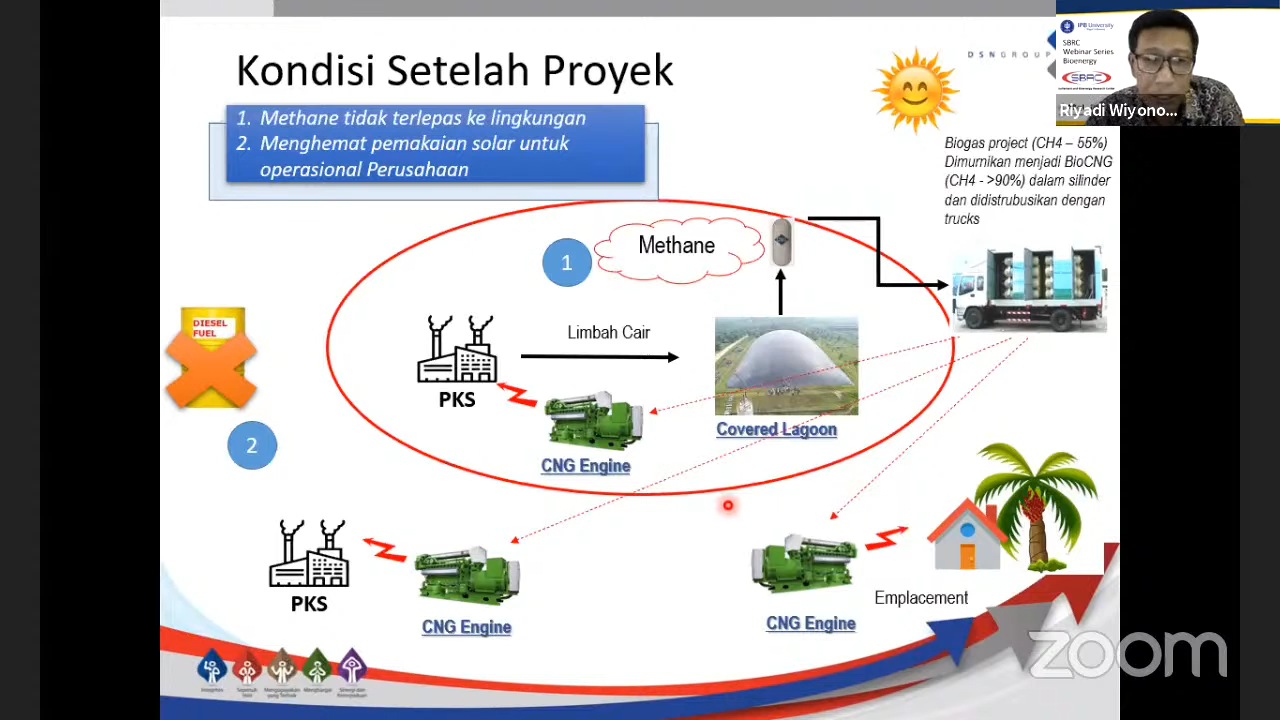 Kondisi Setelah Proyek
1. Methane tidak terlepas ke lingkungan
2. Menghemat pemakaian solar untuk
operasional Perusahaan
DSNGROUP
IPB University
SBRC
Webinar Series
Bioenergy
SBRC
Riyadi Wiyono...
Biogas project (CH4 – 55%)
Dimurnikan menjadi BioCNG
(CH4 - >90%) dalam silinder
dan didistrubusikan dengan
trucks
1
Methane
DIESEL
FUEL
Limbah Cair
PKS
Covered Lagoon
CNG Engine
2
PKS
CNG Engine
CNG Engine
Emplacement
Integritas
zoom